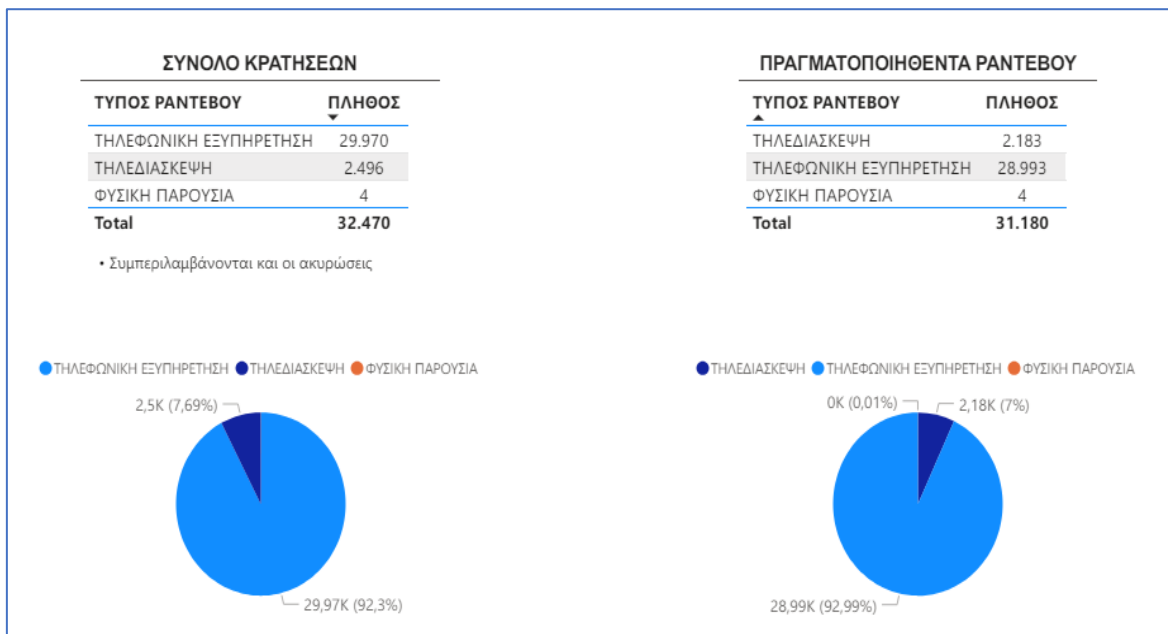 ΣΥΝΟΛΟ ΚΡΑΤΗΣΕΩΝ
ΤΥΠΟΣ ΡΑΝΤΕΒΟΥ ΠΛΗΘΟΣ
ΤΗΛΕΦΩΝΙΚΗ ΕΞΥΠΗΡΕΤΗΣΗ 29.970
ΤΗΛΕΔΙΑΣΚΕΨΗ 2.496
ΦΥΣΙΚΗ ΠΑΡΟΥΣΙΑ 4
Total 32.470
• Συμπεριλαμβάνονται και οι ακυρώσεις
ΤΗΛΕΦΩΝΙΚΗ ΕΞΥΠΗΡΕΤΗΣΗ ΤΗΛΕΔΙΑΣΚΕΨΗ ΦΥΣΙΚΗ ΠΑΡΟΥΣΙΑ
2,5K (7,69%)
29,97K (92,3%)
ΠΡΑΓΜΑΤΟΠΟΙΗΘΕΝΤΑ ΡΑΝΤΕΒΟΥ
ΤΥΠΟΣ ΡΑΝΤΕΒΟΥ ΠΛΗΘΟΣ
ΤΗΛΕΔΙΑΣΚΕΨΗ 2.183
ΤΗΛΕΦΩΝΙΚΗ ΕΞΥΠΗΡΕΤΗΣΗ 28.993
ΦΥΣΙΚΗ ΠΑΡΟΥΣΙΑ 4
Total 31.180
ΤΗΛΕΔΙΑΣΚΕΨΗ ΤΗΛΕΦΩΝΙΚΗ ΕΞΥΠΗΡΕΤΗΣΗ ΦΥΣΙΚΗ ΠΑΡΟΥΣΙΑ
0K (0,01%)
2,18K (7%)
28,99K (92,99%)